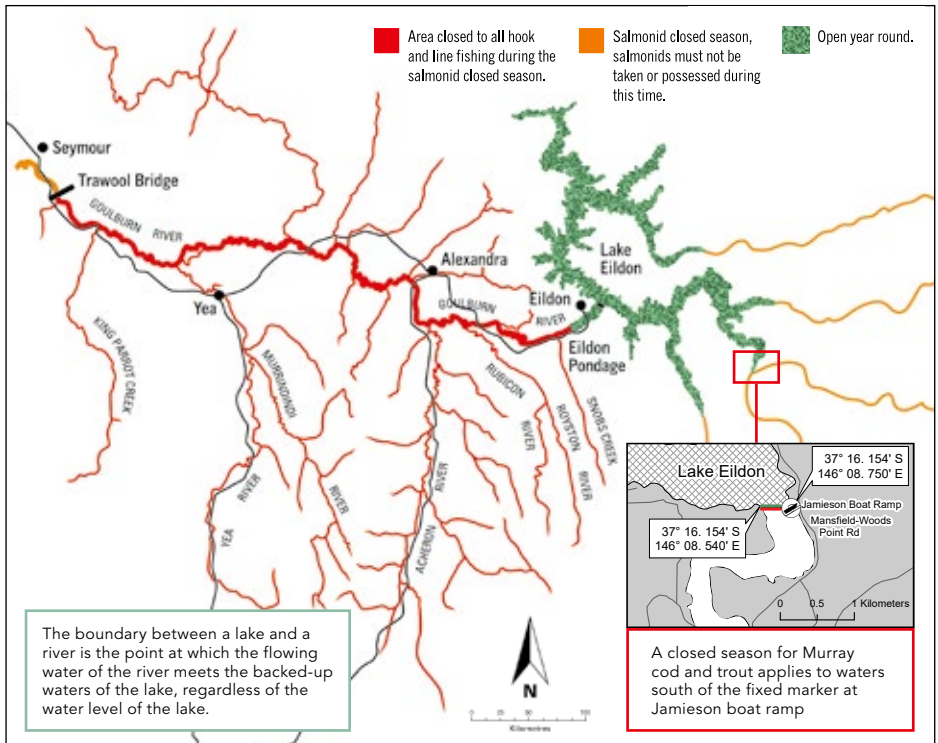 Area closed to all hook
and line fishing during the
salmonid closed season.
Salmonid closed season,
salmonids must not be
taken or possessed during
this time.
Open year round.
Seymour
Trawool Bridge
GOULBURN RIVER
Yea
KING PARROT CREEK
MURRINDINDI
RIVER
YEA
RIVER
Alexandra
GOULBURN
RIVER
Eildon
Lake
Eildon
Eildon
Pondage
RUBICON
RIVER
ROYSTON
RIVER
SNOBS CREEK
ACHERON
RIVER
Lake Eildon
37° 16. 154' S
146° 08. 750' E
Jamieson Boat Ramp
Mansfield-Woods
Point Rd
37° 16. 154' S
146° 08. 540' E
0 0.5 1 Kilometers
N
Kilometres
The boundary between a lake and a
river is the point at which the flowing
water of the river meets the backed-up
waters of the lake, regardless of the
water level of the lake.
A closed season for Murray
cod and trout applies to waters
south of the fixed marker at
Jamieson boat ramp